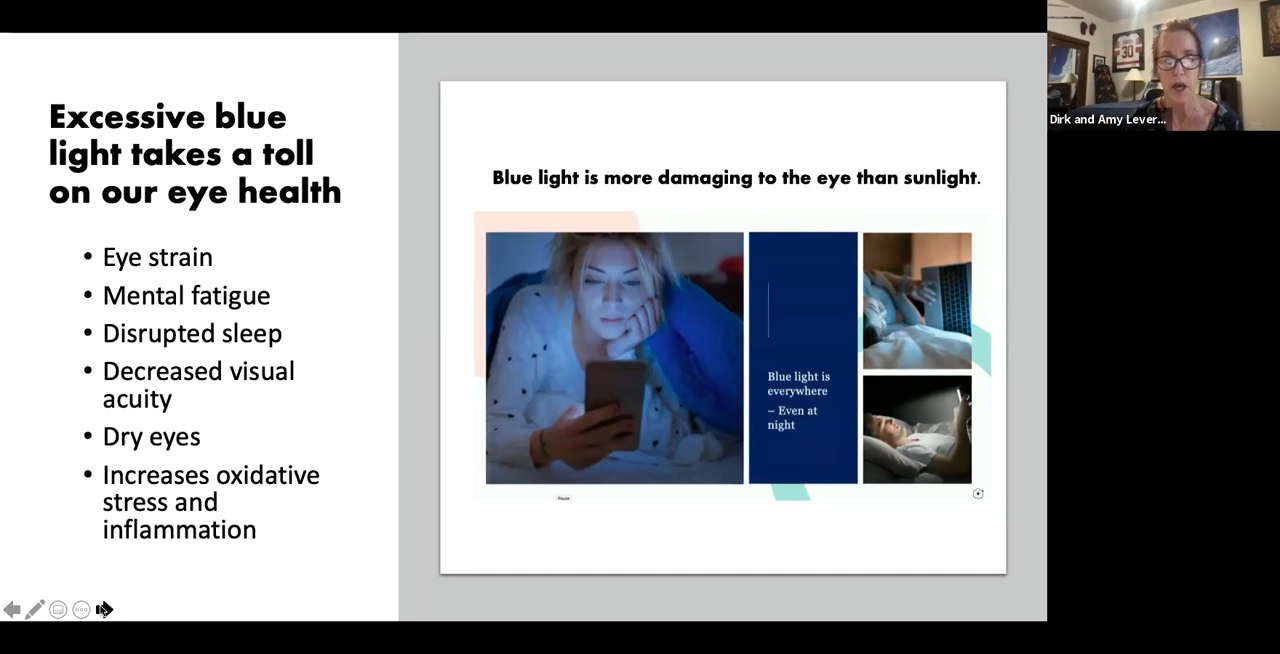 Excessive blue
light takes a toll
on our eye health
• Eye strain
• Mental fatigue
• Disrupted sleep
• Decreased visual
acuity
• Dry eyes
• Increases oxidative
stress and
inflammation
Blue light is more damaging to the eye than sunlight.
Blue light is
everywhere
– Even at
night
Pause
30
Dirk and Amy Lever...